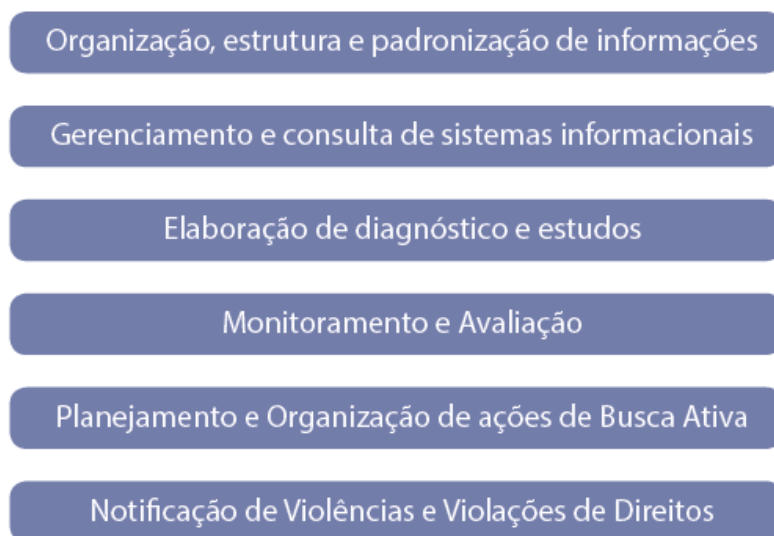 Organização, estrutura e padronização de informações
Gerenciamento e consulta de sistemas informacionais
Elaboração de diagnóstico e estudos
Monitoramento e Avaliação
Planejamento e Organização de ações de Busca Ativa
Notificação de Violências e Violações de Direitos